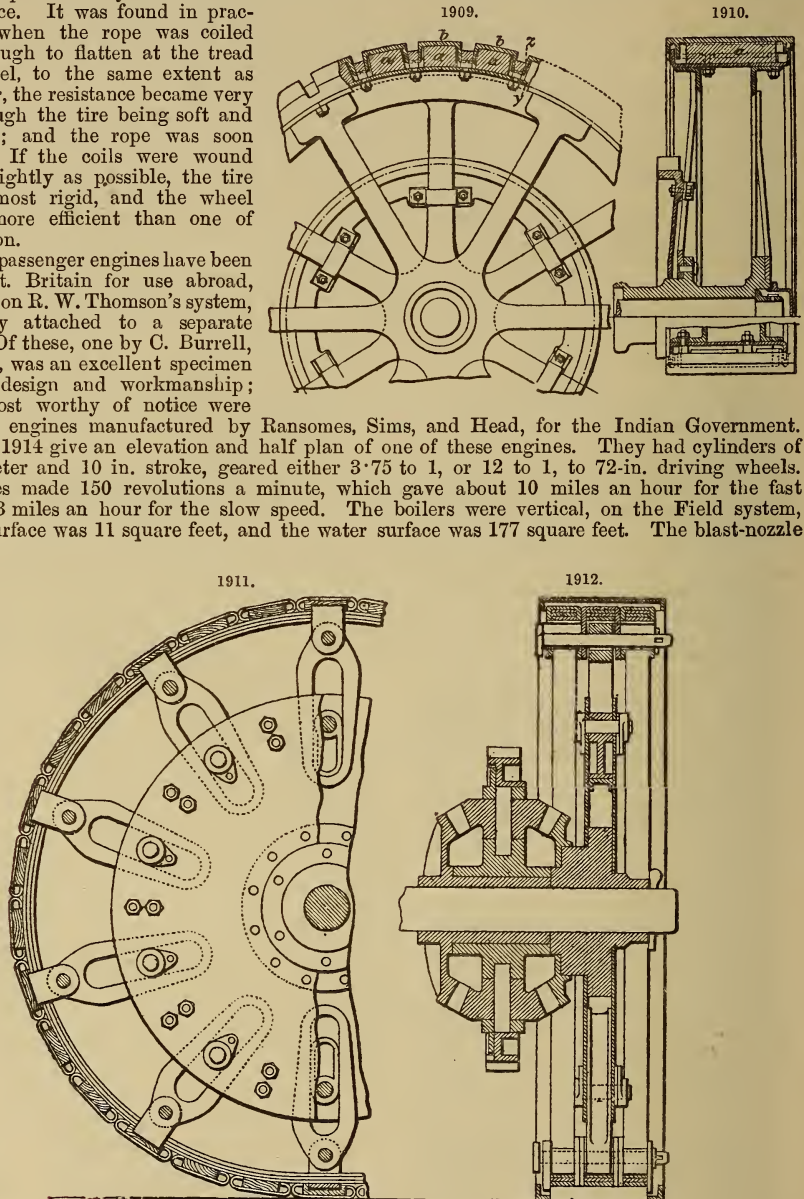 1909.
1910.
ce. It was found in prac-
when the rope was coiled
ugh to flatten at the tread
el, to the same extent as
, the resistance became very
ugh the tire being soft and
; and the rope was soon
If the coils were wound
ightly as possible, the tire
most rigid, and the wheel
more efficient than one of
on.
passenger engines have been
t. Britain for use abroad,
on R. W. Thomson's system,
y attached to a separate
Of these, one by C. Burrell,
, was an excellent specimen
design and workmanship;
ost worthy of notice were
engines manufactured by Ransomes, Sims, and Head, for the Indian Government.
1914 give an elevation and half plan of one of these engines. They had cylinders of
eter and 10 in. stroke, geared either 3·75 to 1, or 12 to 1, to 72-in. driving wheels.
es made 150 revolutions a minute, which gave about 10 miles an hour for the fast
3 miles an hour for the slow speed. The boilers were vertical, on the Field system,
urface was 11 square feet, and the water surface was 177 square feet. The blast-nozzle
b b b z
a a a
y
a
1911.
1912.